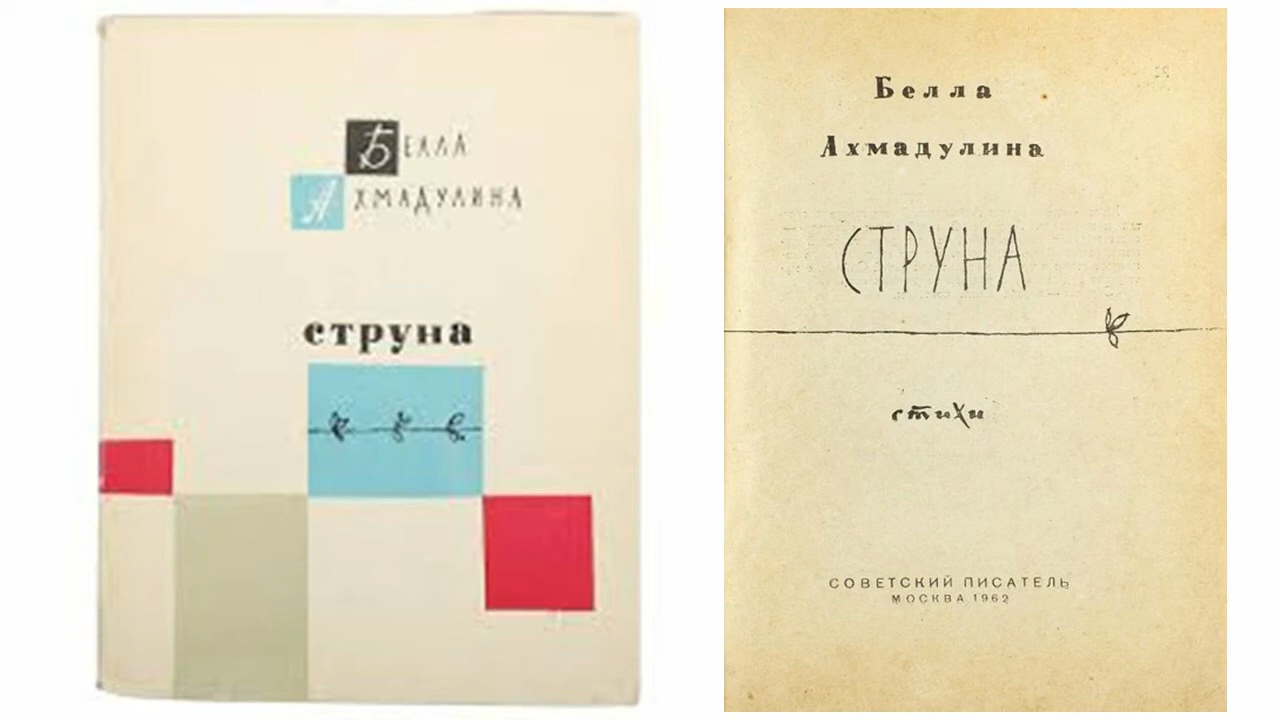 Белла
Ахмадулина
струна
Белла
Ахмадулина
СТРУНА
стихи
СОВЕТСКИЙ ПИСАТЕЛЬ
МОСКВА 1962